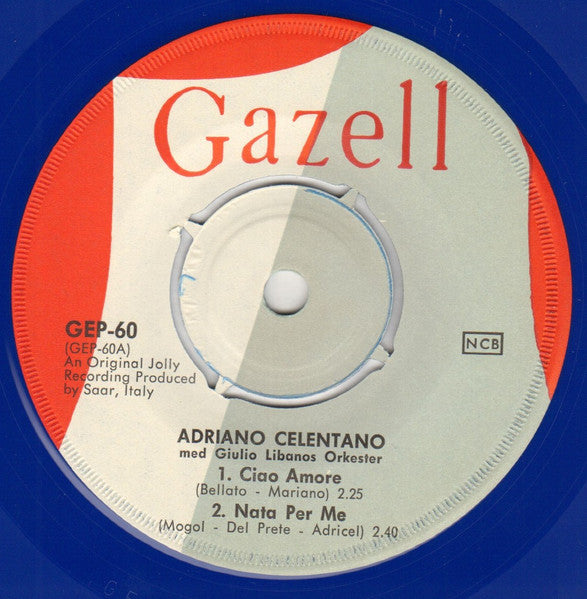 Gazell
GEP-60
(GEP-60A)
An Original Jolly
Recording Produced
by Saar, Italy
NCB
ADRIANO CELENTANO
med Giulio Libanos Orkester
1. Ciao Amore
(Bellato - Mariano) 2.25
2. Nata Per Me
(Mogol - Del Prete - Adricel) 2.40